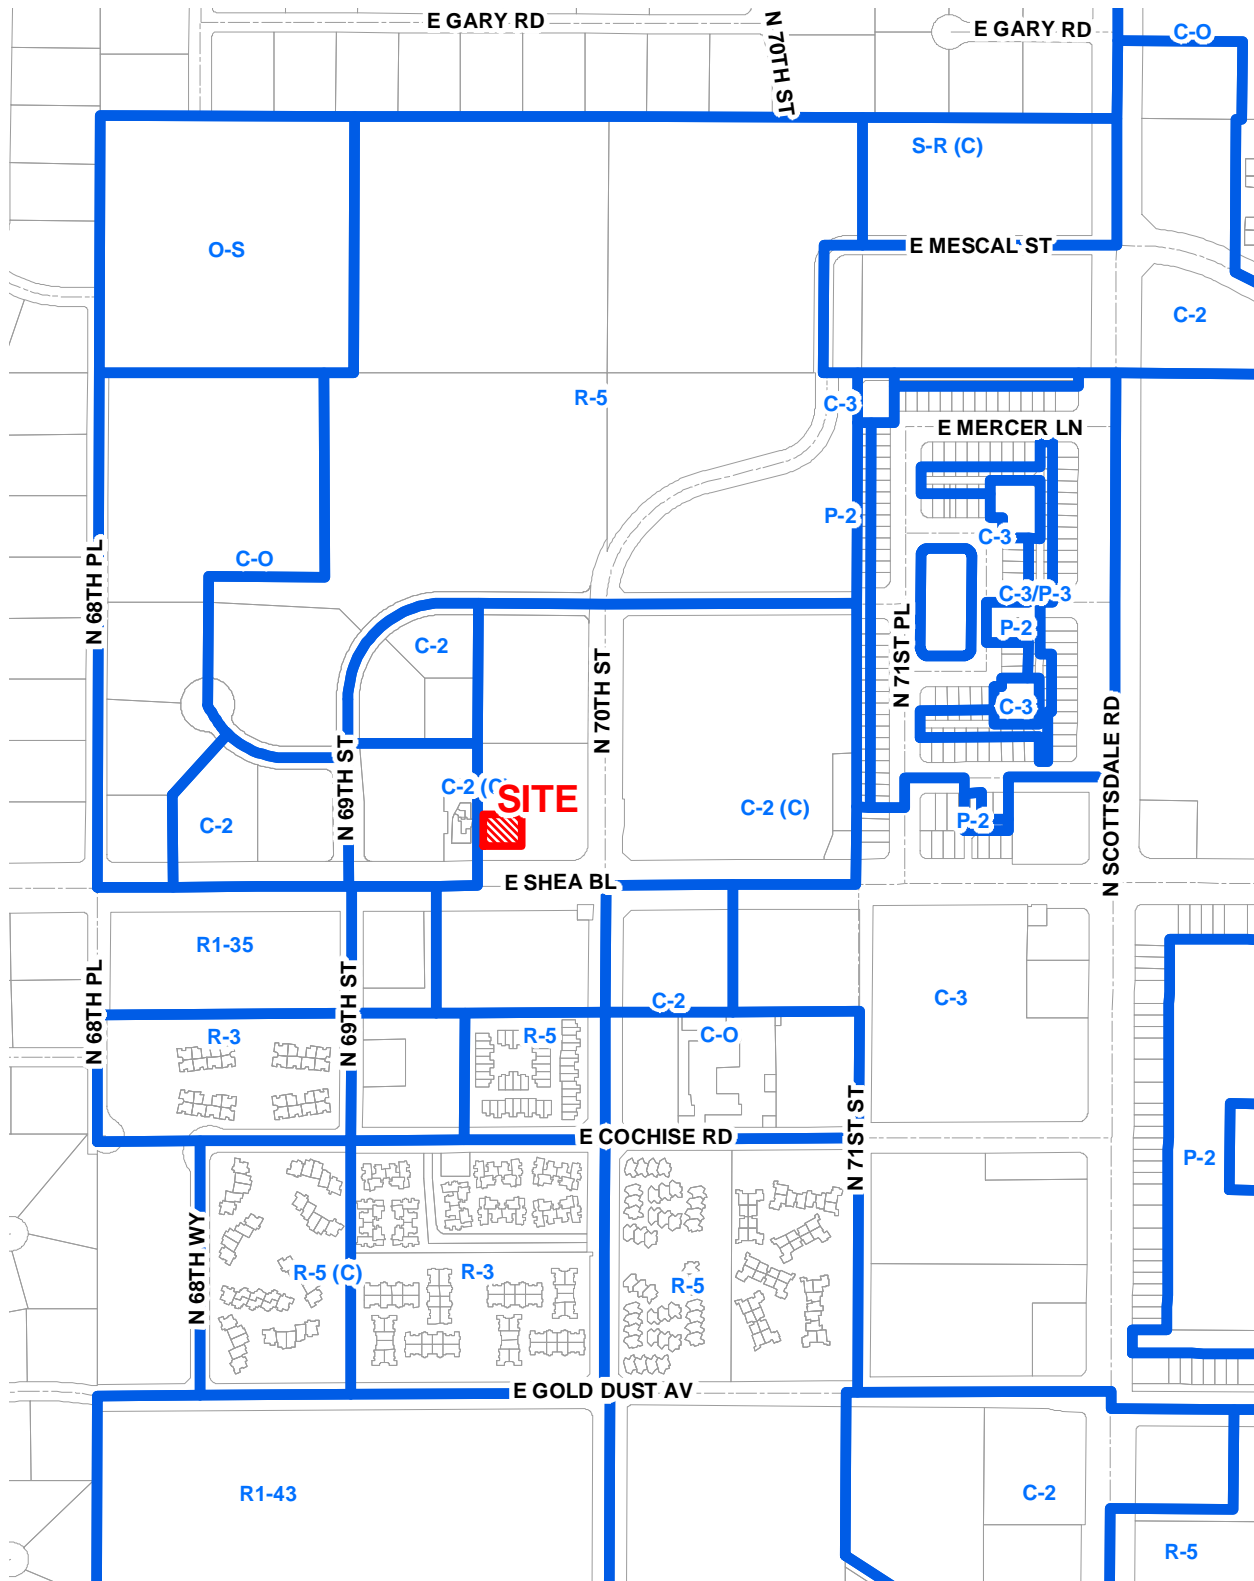 E GARY RD
N 70TH ST
E GARY RD
C-O
S-R (C)
O-S
E MESCAL ST
C-2
R-5
C-3
E MERCER LN
P-2
C-3
C-O
N 68TH PL
C-3/P-3
P-2
C-2
N 71ST PL
N 70TH ST
C-3
N SCOTTSDALE RD
N 69TH ST
C-2 (C)
SITE
C-2 (C)
C-2
P-2
E SHEA BL
R1-35
N 68TH PL
N 69TH ST
C-2
C-3
R-3
R-5
C-O
N 71ST ST
E COCHISE RD
P-2
N 68TH WY
R-5 (C)
R-3
R-5
E GOLD DUST AV
R1-43
C-2
R-5